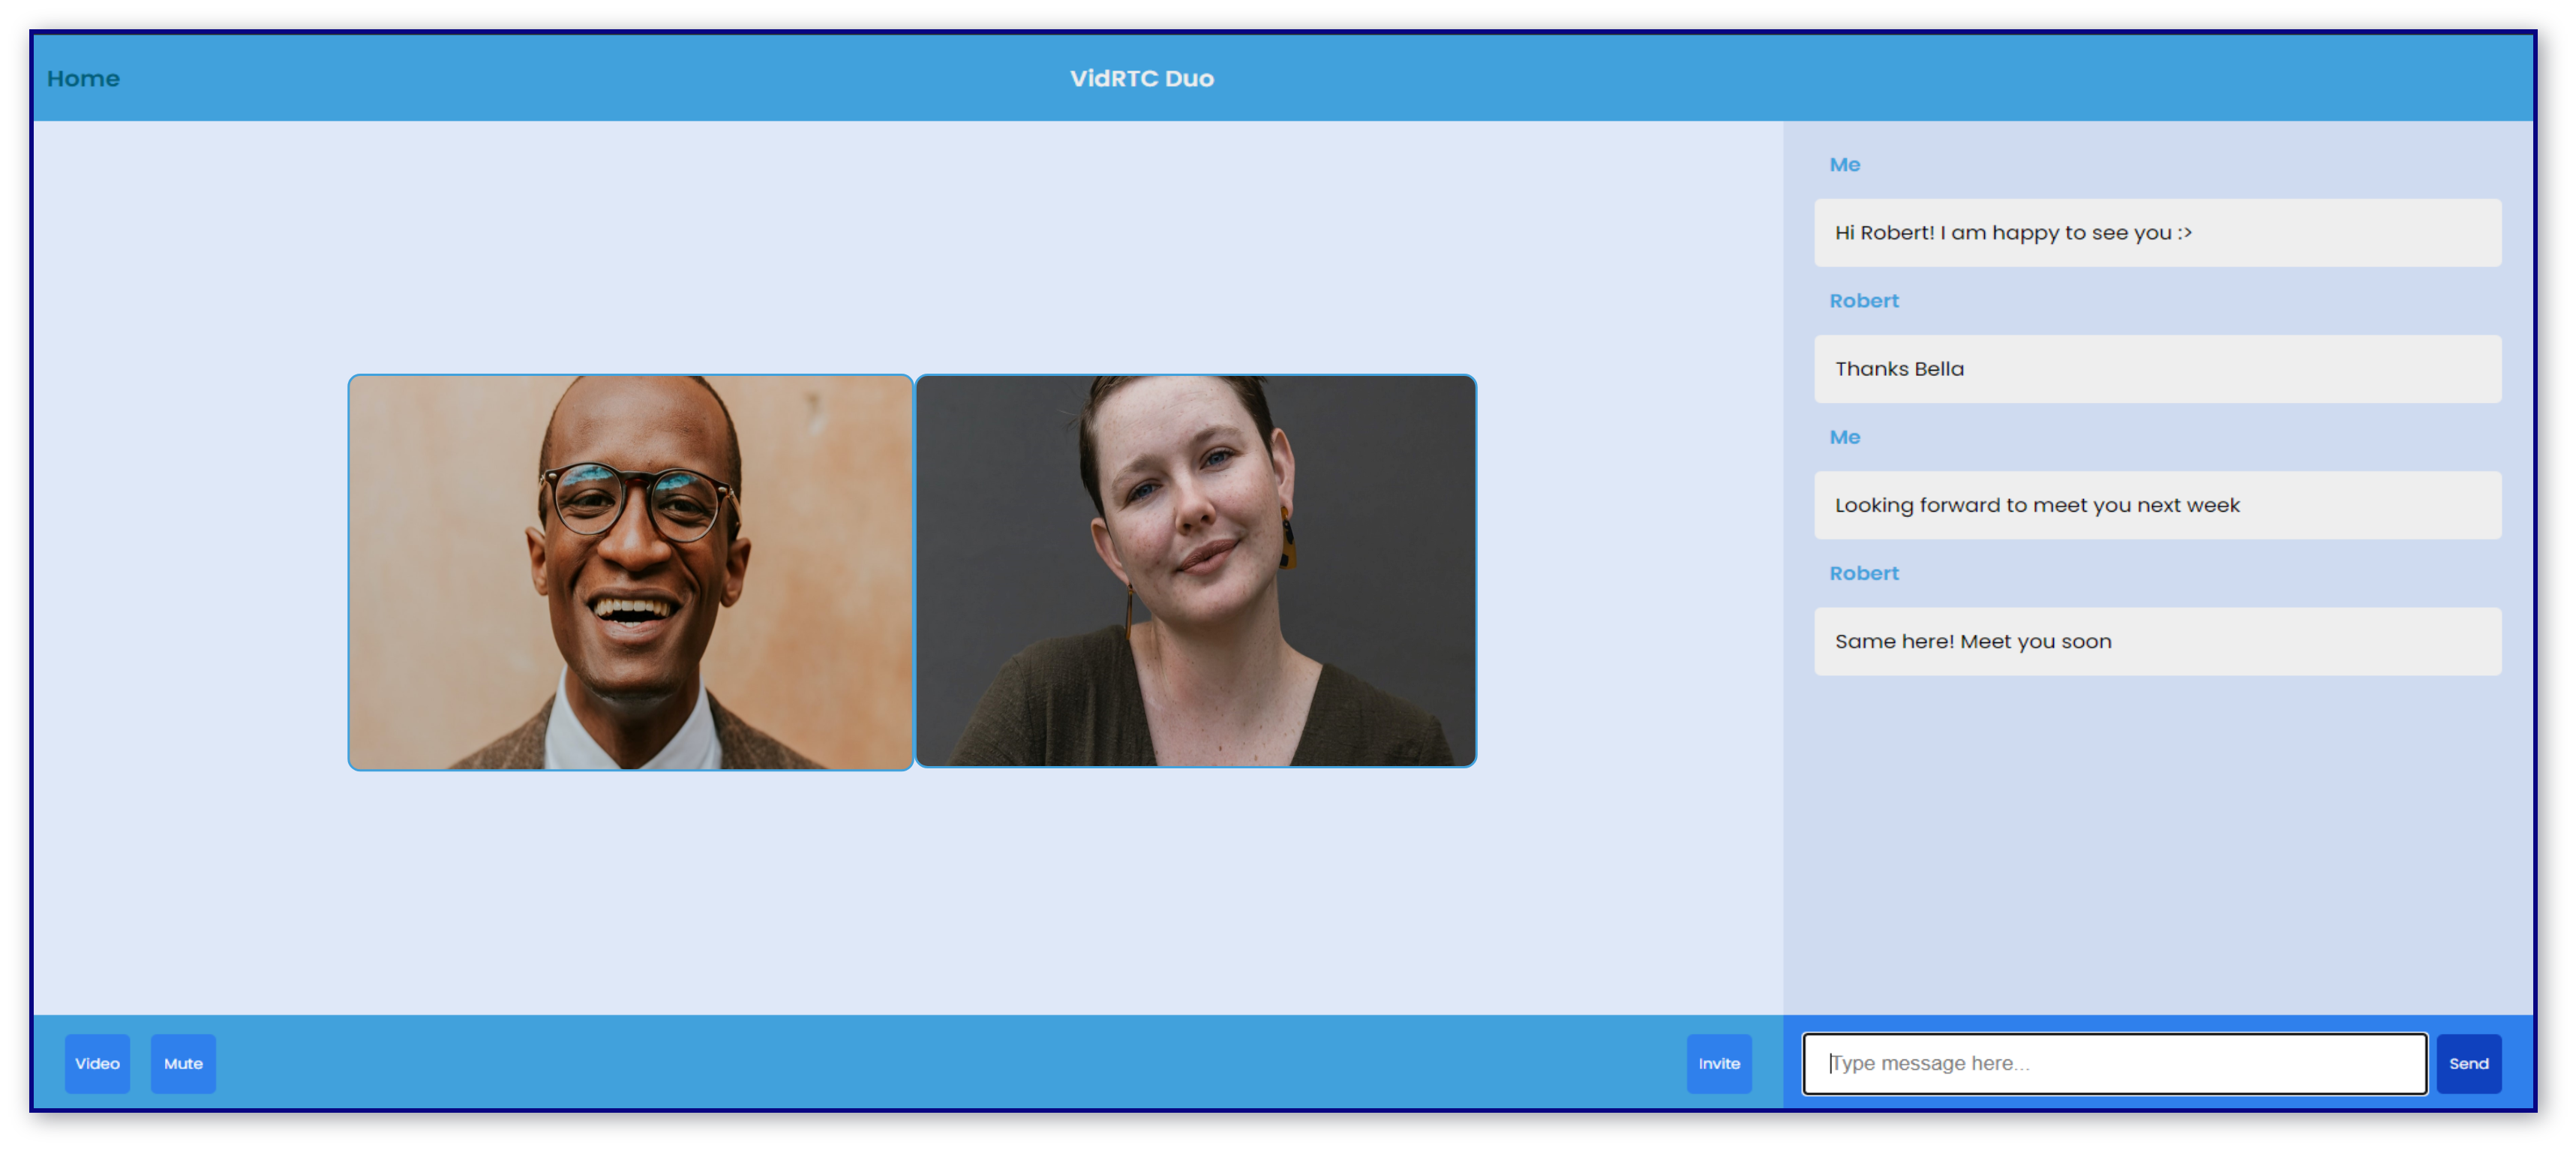 Home
VidRTC Duo
Me
Hi Robert! I am happy to see you :>
Robert
Thanks Bella
Me
Looking forward to meet you next week
Robert
Same here! Meet you soon
Video
Mute
Invite
Type message here...
Send